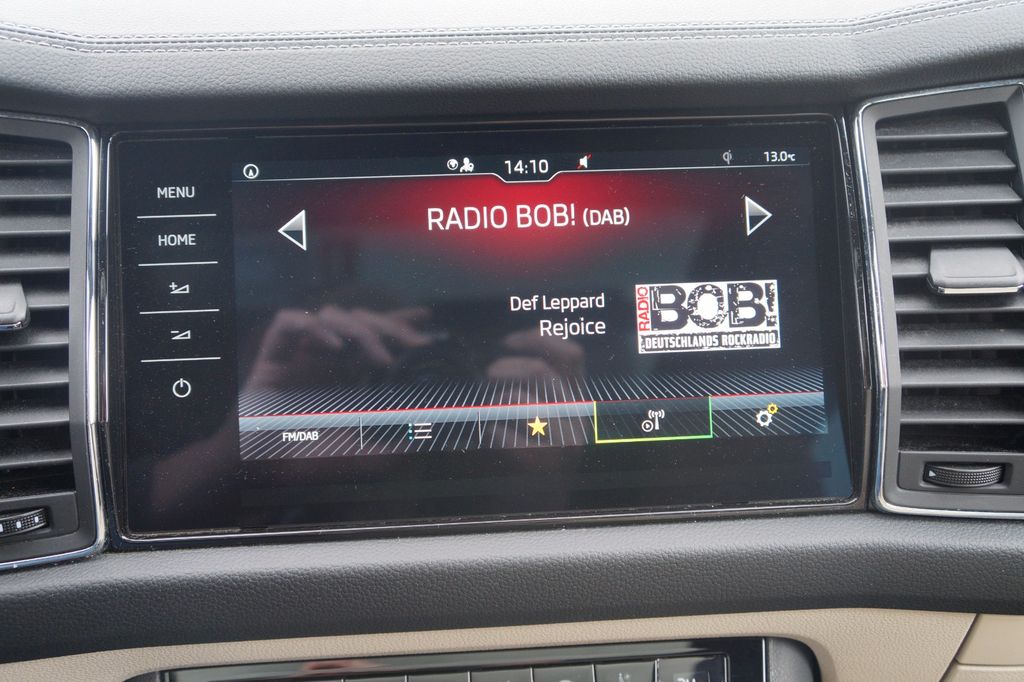 14:10
13.0°C
MENU
HOME
RADIO BOB! (DAB)
Def Leppard
Rejoice
RADIO BOB!
DEUTSCHLANDS ROCKRADIO
FM/DAB